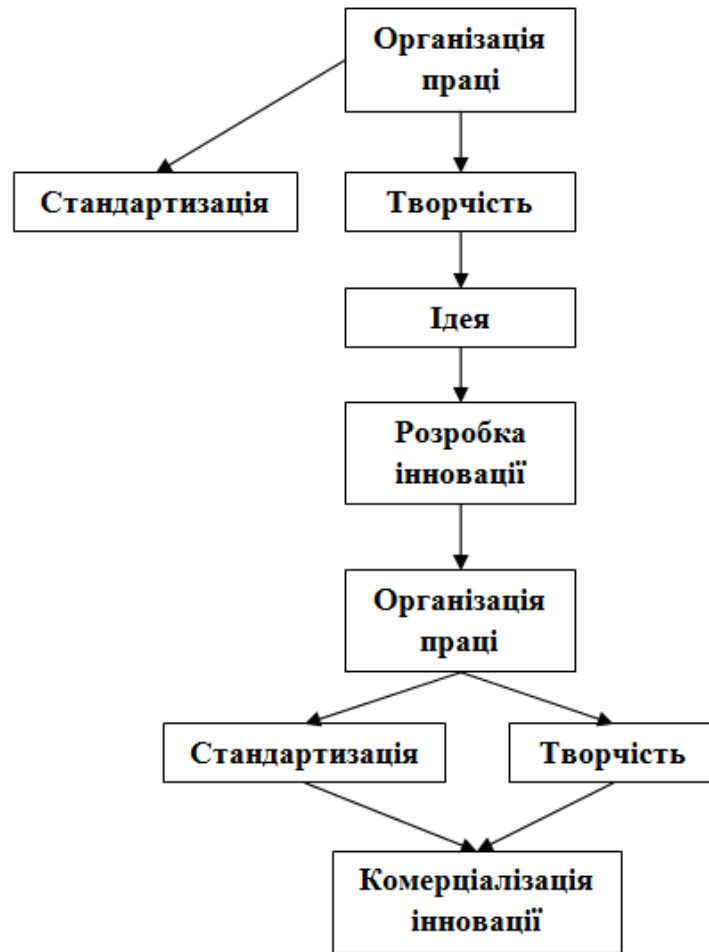 Організація
праці
Стандартизація
Творчість
Ідея
Розробка
інновації
Організація
праці
Стандартизація
Творчість
Комерціалізація
інновації